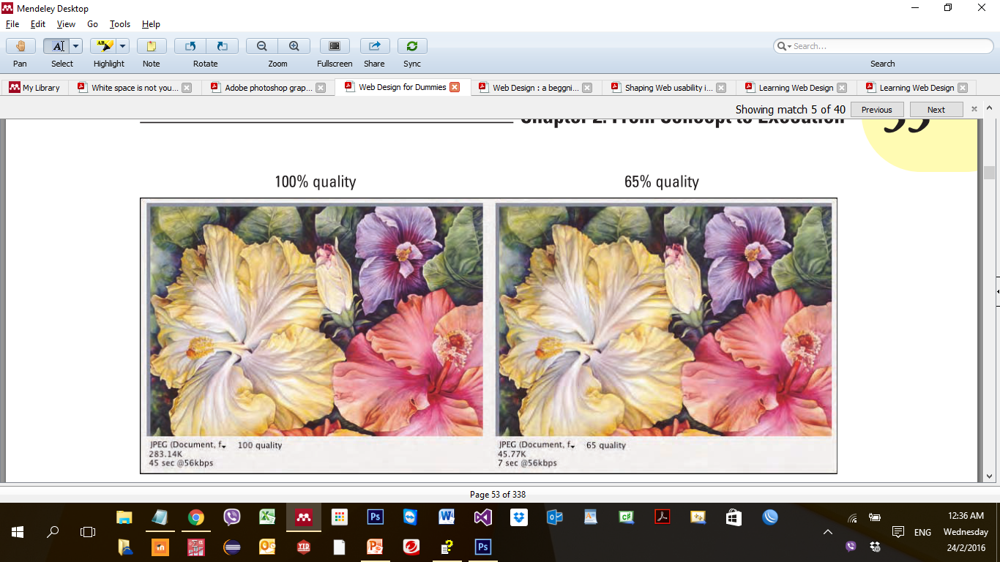 Mendeley Desktop
File Edit View Go Tools Help
Pan Select Highlight Note Rotate Zoom Fullscreen Share Sync
Search...
Search
My Library White space is not you... Adobe photoshop grap... Web Design for Dummies Web Design : a beggni... Shaping Web usability i... Learning Web Design Learning Web Design
Showing match 5 of 40 Previous Next
Chapter 2: From Concept to Execution
100% quality 65% quality
JPEG (Document, f 100 quality
283.14K
45 sec @56kbps
JPEG (Document, f 65 quality
45.77K
7 sec @56kbps
Page 53 of 338
12:36 AM
ENG Wednesday
24/2/2016